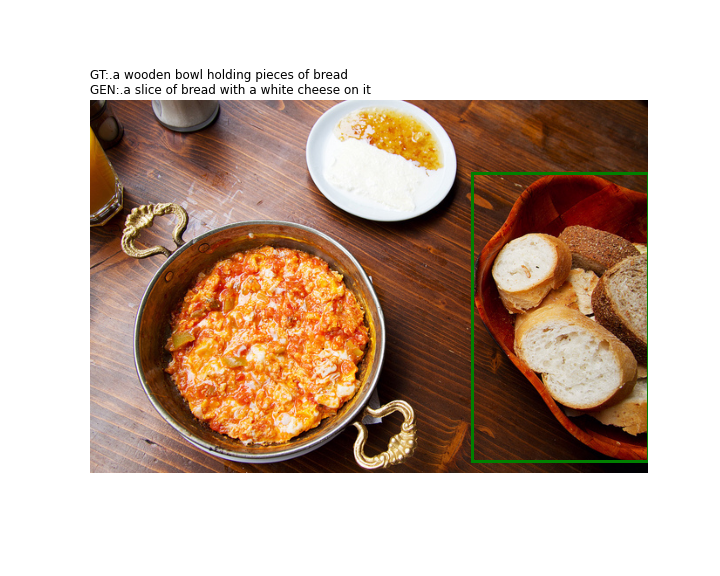 GT:.a wooden bowl holding pieces of bread
GEN:.a slice of bread with a white cheese on it